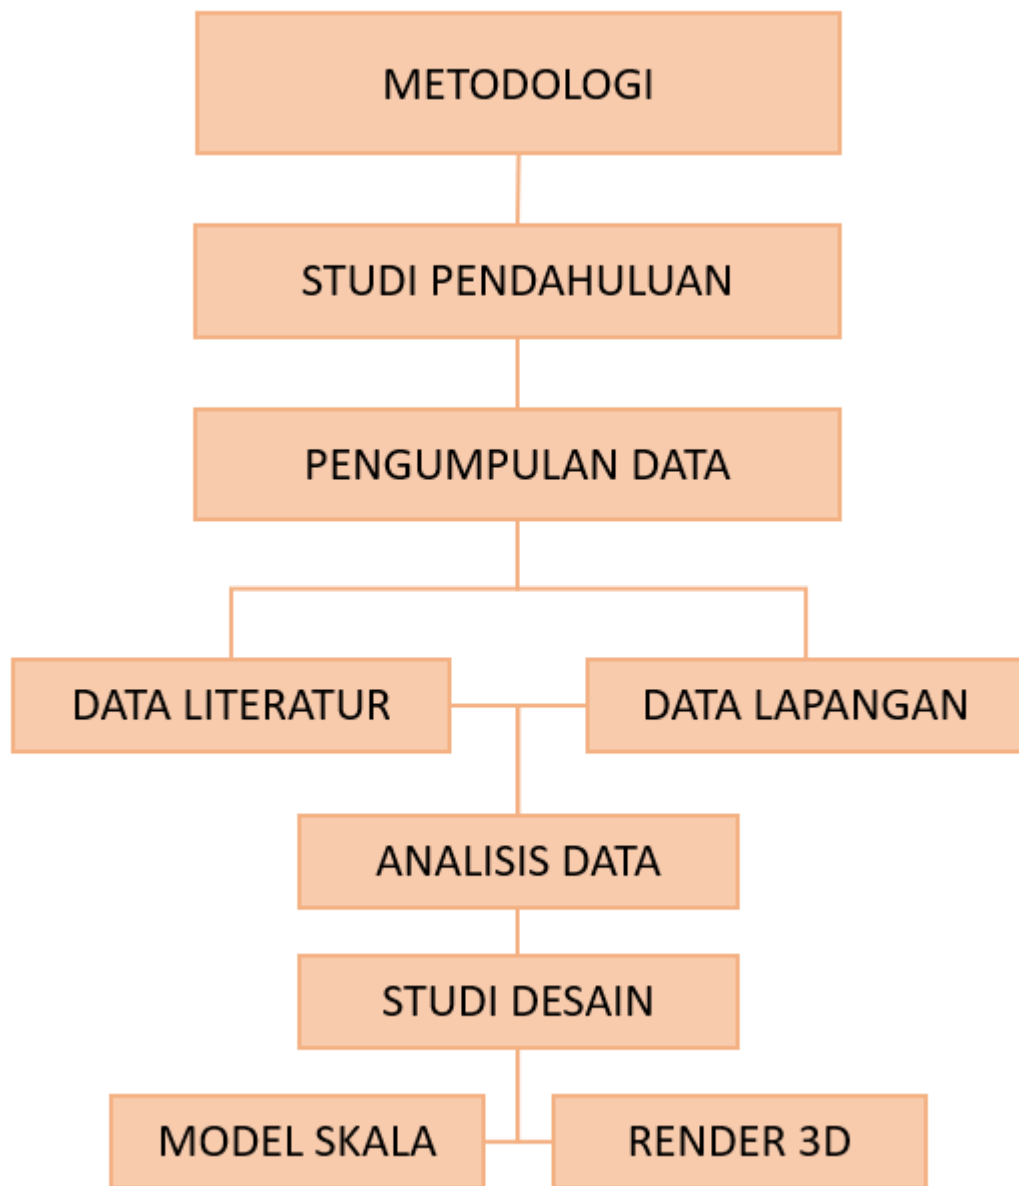 METODOLOGI
STUDI PENDAHULUAN
PENGUMPULAN DATA
DATA LITERATUR
DATA LAPANGAN
ANALISIS DATA
STUDI DESAIN
MODEL SKALA
RENDER 3D